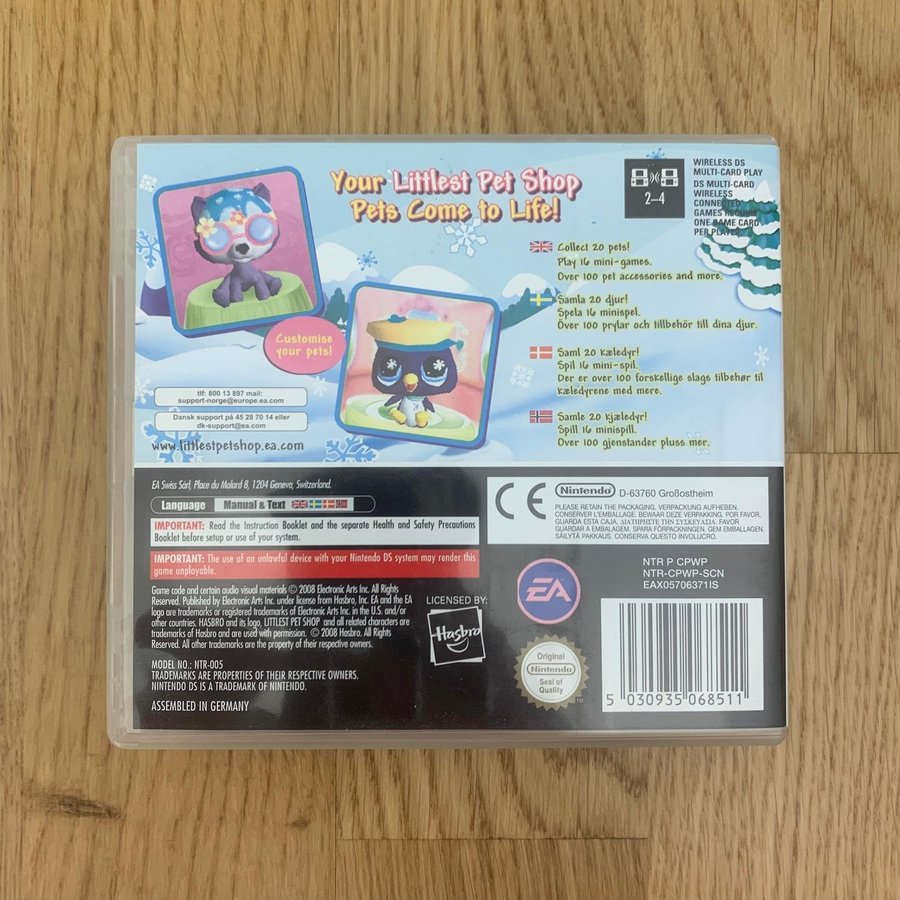 Your Littlest Pet Shop
Pets Come to Life!
2-4
WIRELESS DS
MULTI-CARD PLAY
DS MULTI-CARD
WIRELESS
CONNECTED
GAMES REQUIRE
ONE GAME CARD
PER PLAYER
Collect 20 pets!
Play 16 mini-games.
Over 100 pet accessories and more.
Samla 20 djur!
Spela 16 minispel.
Över 100 prylar och tillbehör till dina djur.
Saml 20 kæledyr!
Spil 16 mini-spil.
Der er over 100 forskellige slags tilbehør til
kæledyrene med mere.
Samle 20 kjæledyr!
Spill 16 minispill.
Over 100 gjenstander pluss mer.
Customise
your pets!
tlf: 800 13 897 mail:
support-norge@europe.ea.com
Dansk support på 45 28 70 14 eller
dk-support@ea.com
www.littlestpetshop.ea.com
EA Swiss Sàrl, Place du Molard 8, 1204 Geneva, Switzerland.
Language Manual & Text
IMPORTANT: Read the Instruction Booklet and the separate Health and Safety Precautions
Booklet before setup or use of your system.
IMPORTANT: The use of an unlawful device with your Nintendo DS system may render this
game unplayable.
Game code and certain audio visual materials © 2008 Electronic Arts Inc. All Rights
Reserved. Published by Electronic Arts Inc. under license from Hasbro, Inc. EA and the EA
logo are trademarks or registered trademarks of Electronic Arts Inc. in the U.S. and/or
other countries. HASBRO and its logo, LITTLEST PET SHOP and all related characters are
trademarks of Hasbro and are used with permission. © 2008 Hasbro. All Rights
Reserved. All other trademarks are the property of their respective owners.
MODEL NO.: NTR-005
TRADEMARKS ARE PROPERTIES OF THEIR RESPECTIVE OWNERS.
NINTENDO DS IS A TRADEMARK OF NINTENDO.
ASSEMBLED IN GERMANY
LICENSED BY:
Hasbro
CE
Nintendo D-63760 Großostheim
PLEASE RETAIN THE PACKAGING. VERPACKUNG AUFHEBEN.
CONSERVER L'EMBALLAGE. BEWAAR DEZE VERPAKKING. POR FAVOR,
GUARDA ESTA CAJA. ΔΙΑΤΗΡΗΣΤΕ ΤΗΝ ΣΥΣΚΕΥΑΣΙΑ. FAVOR
GUARDAR A EMBALAGEM. SPARA FÖRPACKNINGEN. GEM EMBALLAGEN.
SÄILYTÄ PAKKAUS. CONSERVA QUESTO INVOLUCRO.
EA
NTR P CPWP
NTR-CPWP-SCN
EAX05706371IS
Original
Nintendo
Seal of
Quality
TM
5 030935 068511